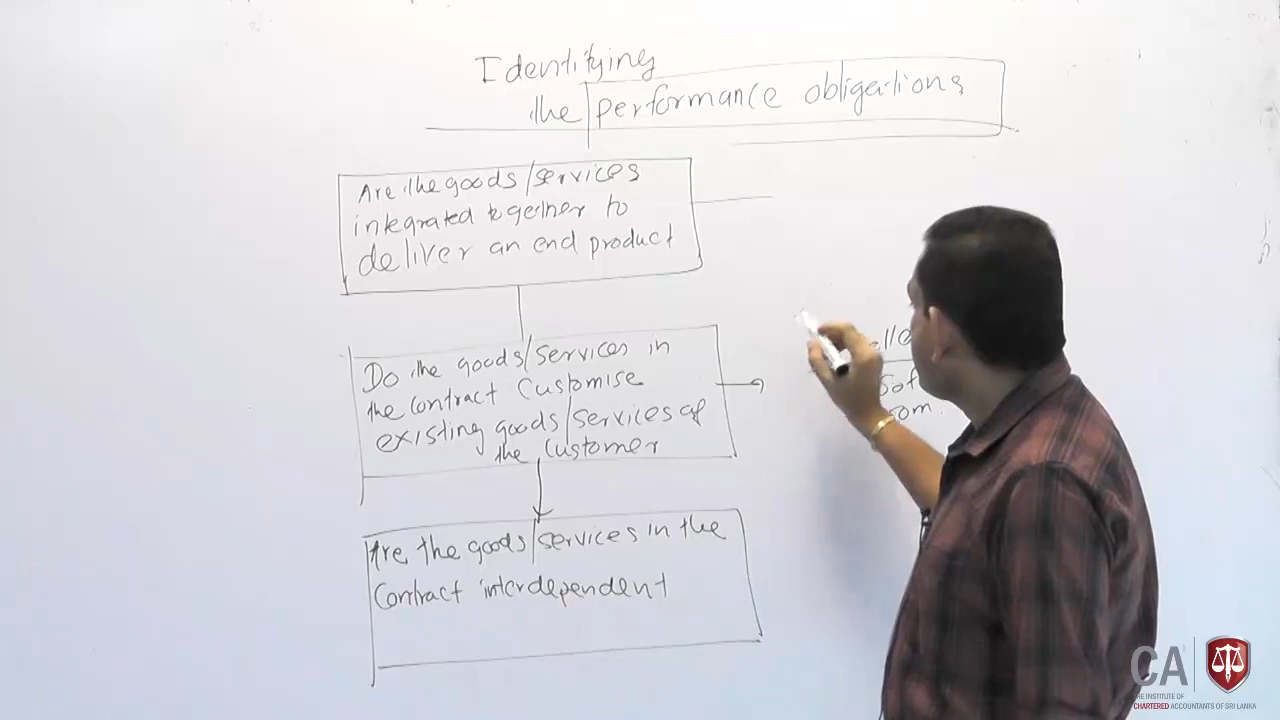 Identifying
the performance obligations
Are the goods/services
integrated together to
deliver an end product
Do the goods/services in
the contract Customise
existing goods/services of
the Customer
Are the goods/services in the
Contract interdependent
CA
THE INSTITUTE OF
CHARTERED ACCOUNTANTS OF SRI LANKA